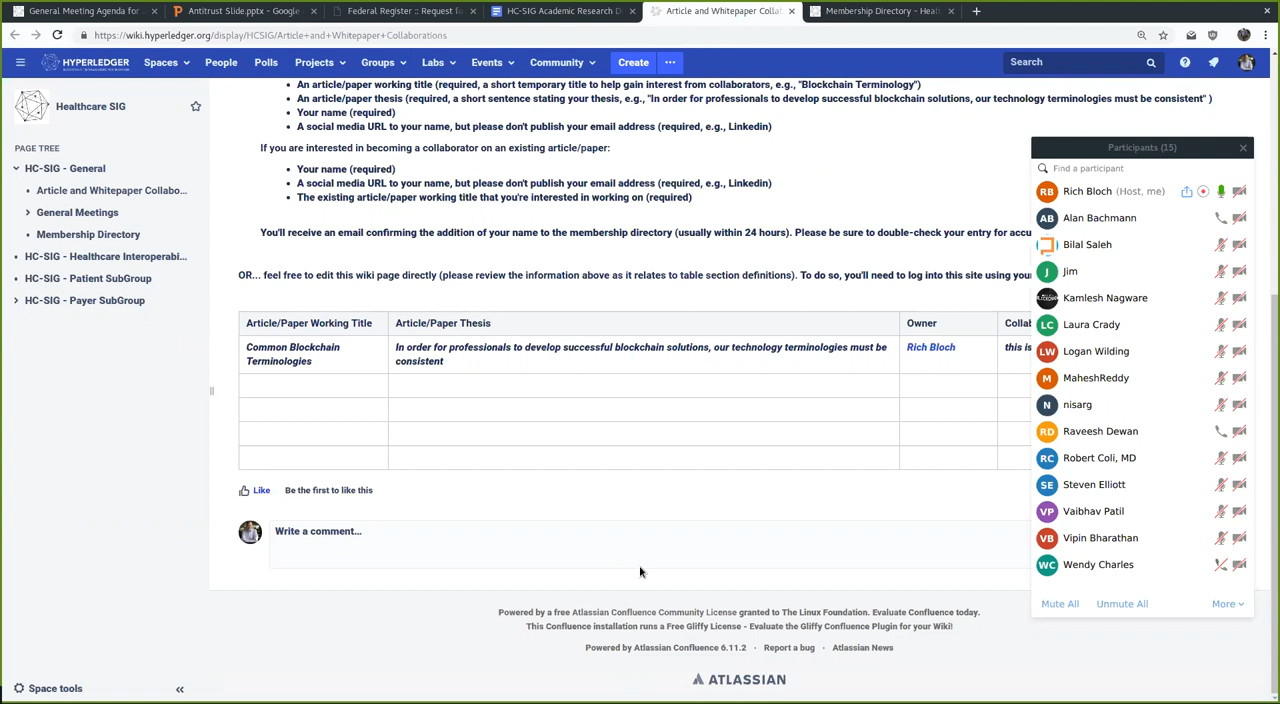 General Meeting Agenda for
Antitrust Slide.pptx - Google
Federal Register :: Request f
HC-SIG Academic Research D
Article and Whitepaper Colla
Membership Directory - Heal
https://wiki.hyperledger.org/display/HCSIG/Article+and+Whitepaper+Collaborations
HYPERLEDGER
Spaces
People
Polls
Projects
Groups
Labs
Events
Community
Create
Search
Healthcare SIG
PAGE TREE
HC-SIG - General
Article and Whitepaper Collabo...
General Meetings
Membership Directory
HC-SIG - Healthcare Interoperabi...
HC-SIG - Patient SubGroup
HC-SIG - Payer SubGroup
Space tools
An article/paper working title (required, a short temporary title to help gain interest from collaborators, e.g., "Blockchain Terminology")
An article/paper thesis (required, a short sentence stating your thesis, e.g., "In order for professionals to develop successful blockchain solutions, our technology terminologies must be consistent" )
Your name (required)
A social media URL to your name, but please don't publish your email address (required, e.g., Linkedin)
If you are interested in becoming a collaborator on an existing article/paper:
Your name (required)
A social media URL to your name, but please don't publish your email address (required, e.g., Linkedin)
The existing article/paper working title that you're interested in working on (required)
You'll receive an email confirming the addition of your name to the membership directory (usually within 24 hours). Please be sure to double-check your entry for accu
OR... feel free to edit this wiki page directly (please review the information above as it relates to table section definitions). To do so, you'll need to log into this site using your
Article/Paper Working Title
Article/Paper Thesis
Owner
Collab
Common Blockchain
Terminologies
In order for professionals to develop successful blockchain solutions, our technology terminologies must be
consistent
Rich Bloch
this is
Like
Be the first to like this
Write a comment...
Powered by a free Atlassian Confluence Community License granted to The Linux Foundation. Evaluate Confluence today.
This Confluence installation runs a Free Gliffy License - Evaluate the Gliffy Confluence Plugin for your Wiki!
Powered by Atlassian Confluence 6.11.2 · Report a bug · Atlassian News
ATLASSIAN
Participants (15)
Find a participant
RB Rich Bloch (Host, me)
AB Alan Bachmann
Bilal Saleh
J Jim
Kamlesh Nagware
LC Laura Crady
LW Logan Wilding
M MaheshReddy
N nisarg
RD Raveesh Dewan
RC Robert Coli, MD
SE Steven Elliott
VP Vaibhav Patil
VB Vipin Bharathan
WC Wendy Charles
Mute All
Unmute All
More